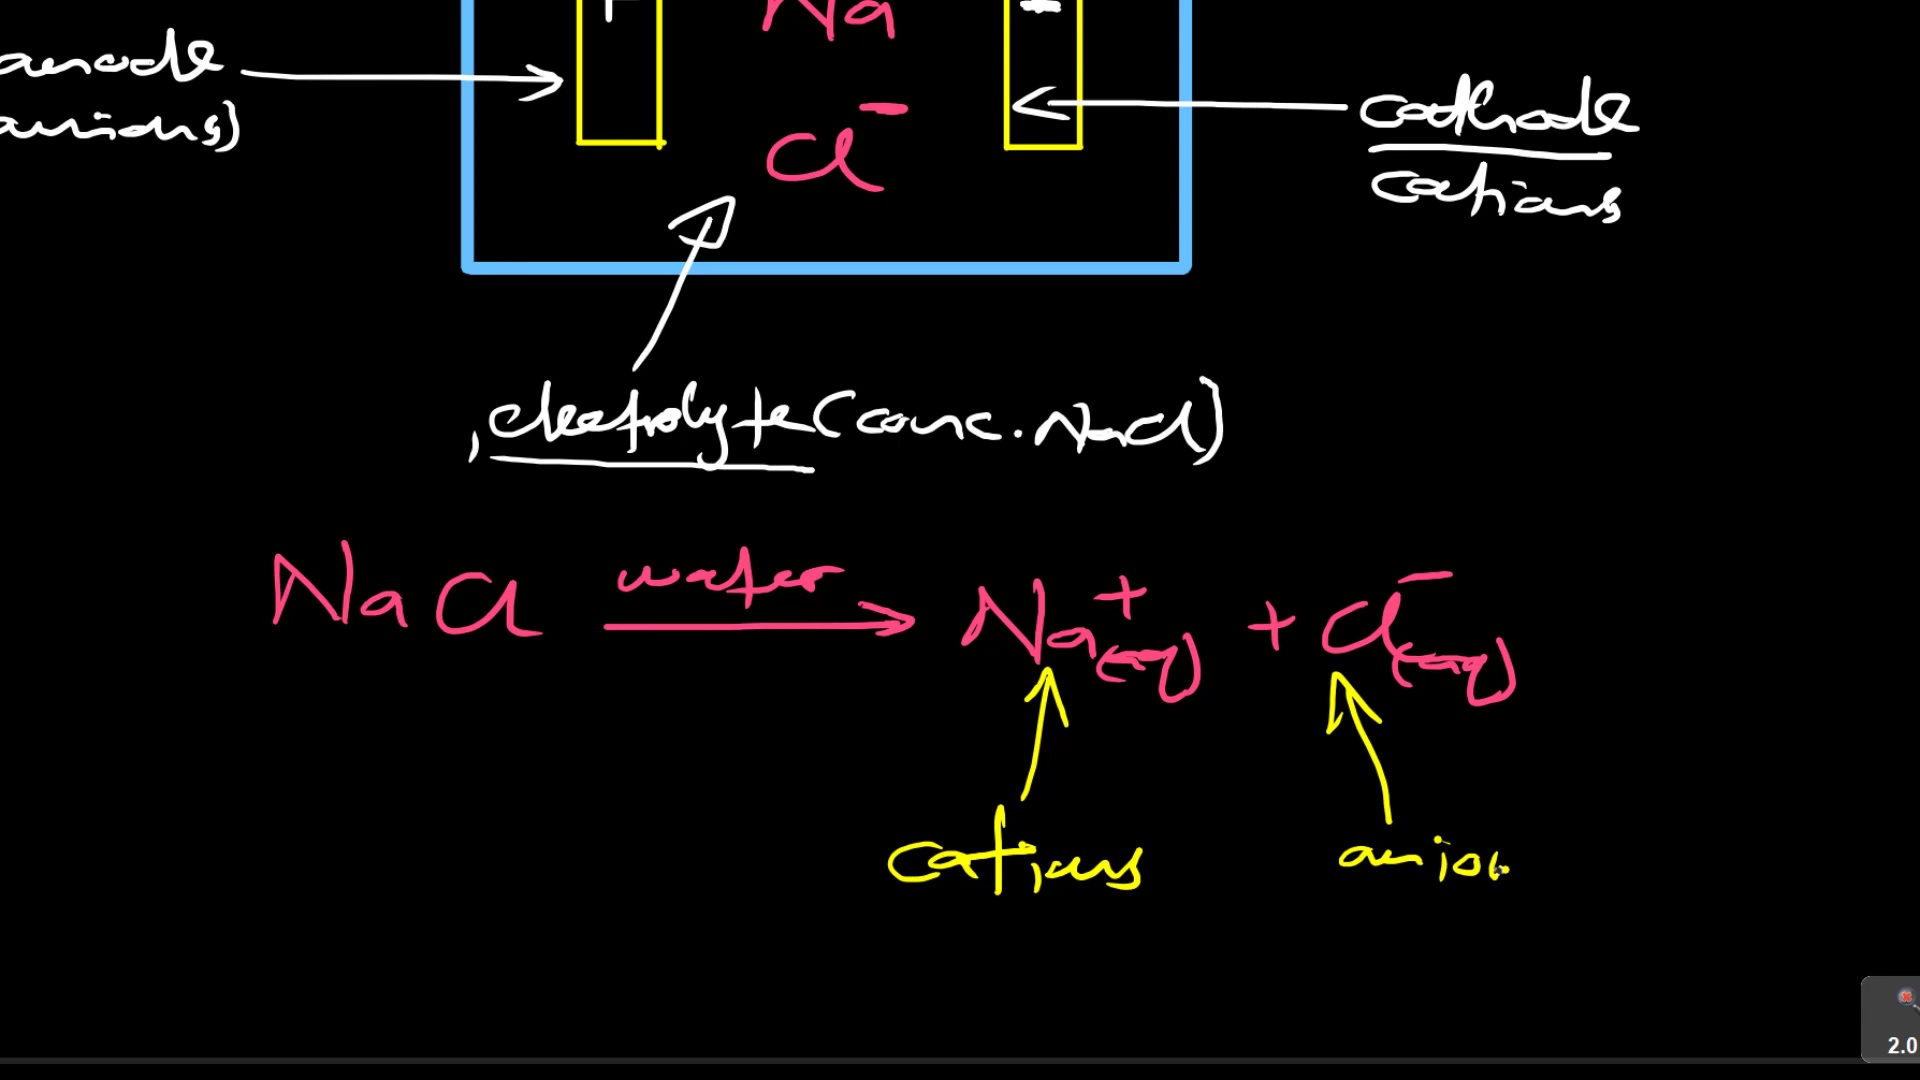 Na
anode
anions)
Cl⁻
cathode
cations
electrolyte (conc. NaCl)
NaCl water → Na⁺(aq) + Cl⁻(aq)
cations
anion
2.0